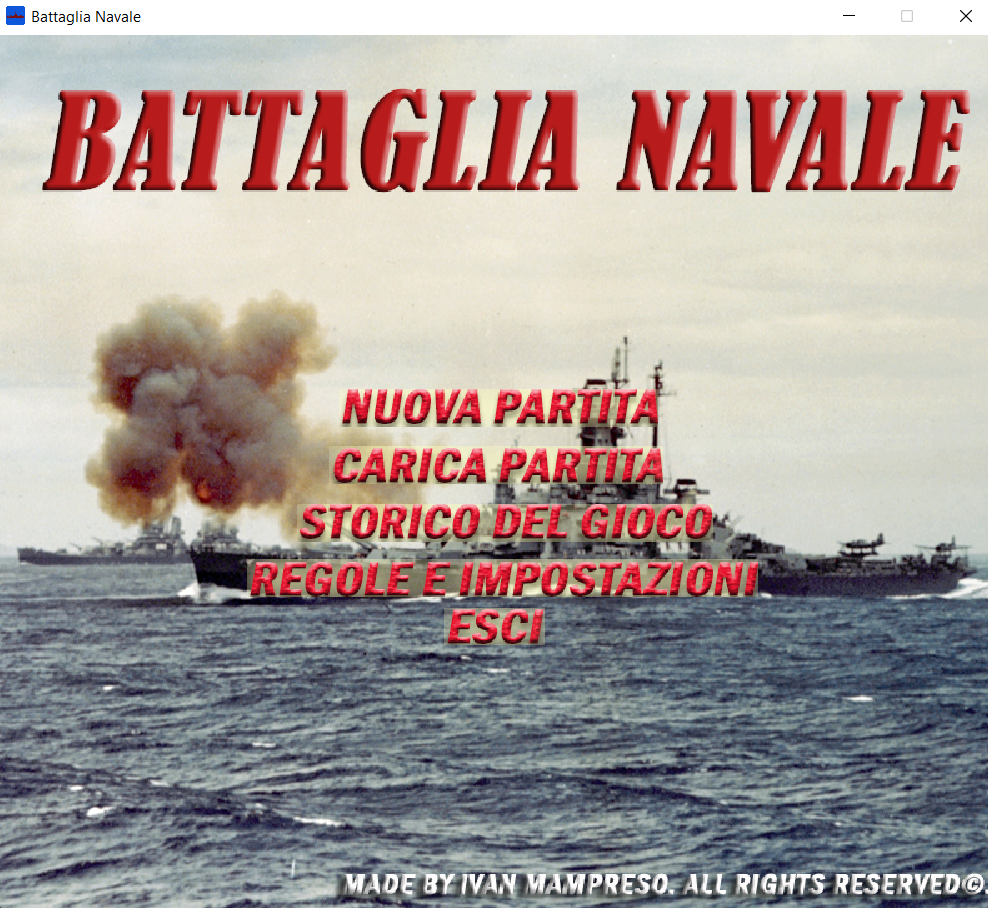 Battaglia Navale
BATTAGLIA NAVALE
NUOVA PARTITA
CARICA PARTITA
STORICO DEL GIOCO
REGOLE E IMPOSTAZIONI
ESCI
MADE BY IVAN MAMPRESO. ALL RIGHTS RESERVED©.